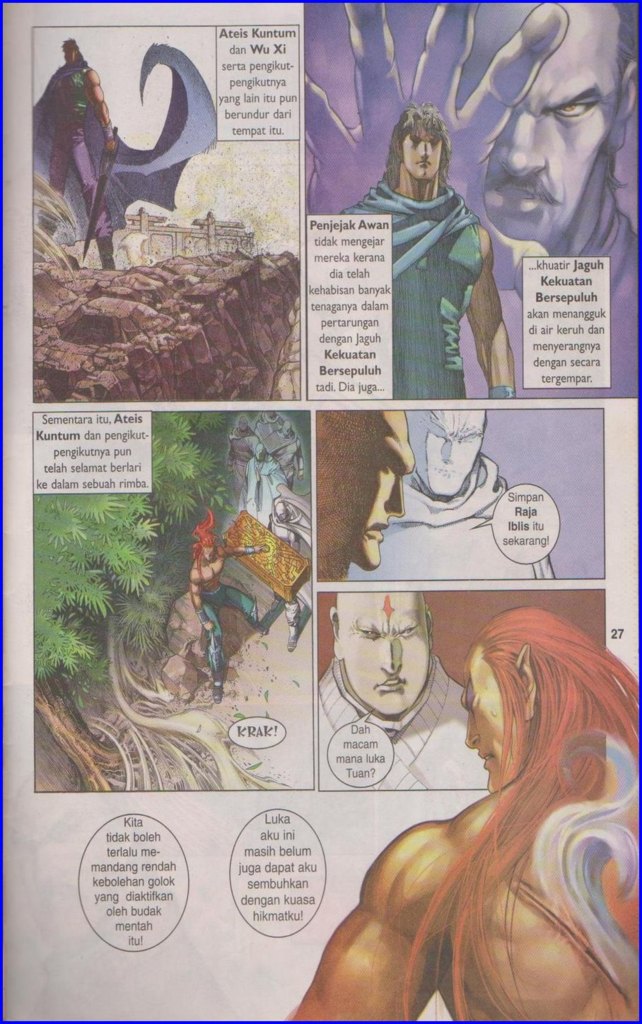 Ateis Kuntum
dan Wu Xi
serta pengikut-
pengikutnya
yang lain itu pun
berundur dari
tempat itu.
Penjejak Awan
tidak mengejar
mereka kerana
dia telah
kehabisan banyak
tenaganya dalam
pertarungan
dengan Jaguh
Kekuatan
Bersepuluh
tadi. Dia juga...
...khuatir Jaguh
Kekuatan
Bersepuluh
akan menangguk
di air keruh dan
menyerangnya
dengan secara
tergempar.
Sementara itu, Ateis
Kuntum dan pengikut-
pengikutnya pun
telah selamat berlari
ke dalam sebuah rimba.
KRAK!
Simpan
Raja
Iblis itu
sekarang!
27
Dah
macam
mana luka
Tuan?
Kita
tidak boleh
terlalu me-
mandang rendah
kebolehan golok
yang diaktifkan
oleh budak
mentah
itu!
Luka
aku ini
masih belum
juga dapat aku
sembuhkan
dengan kuasa
hikmatku!